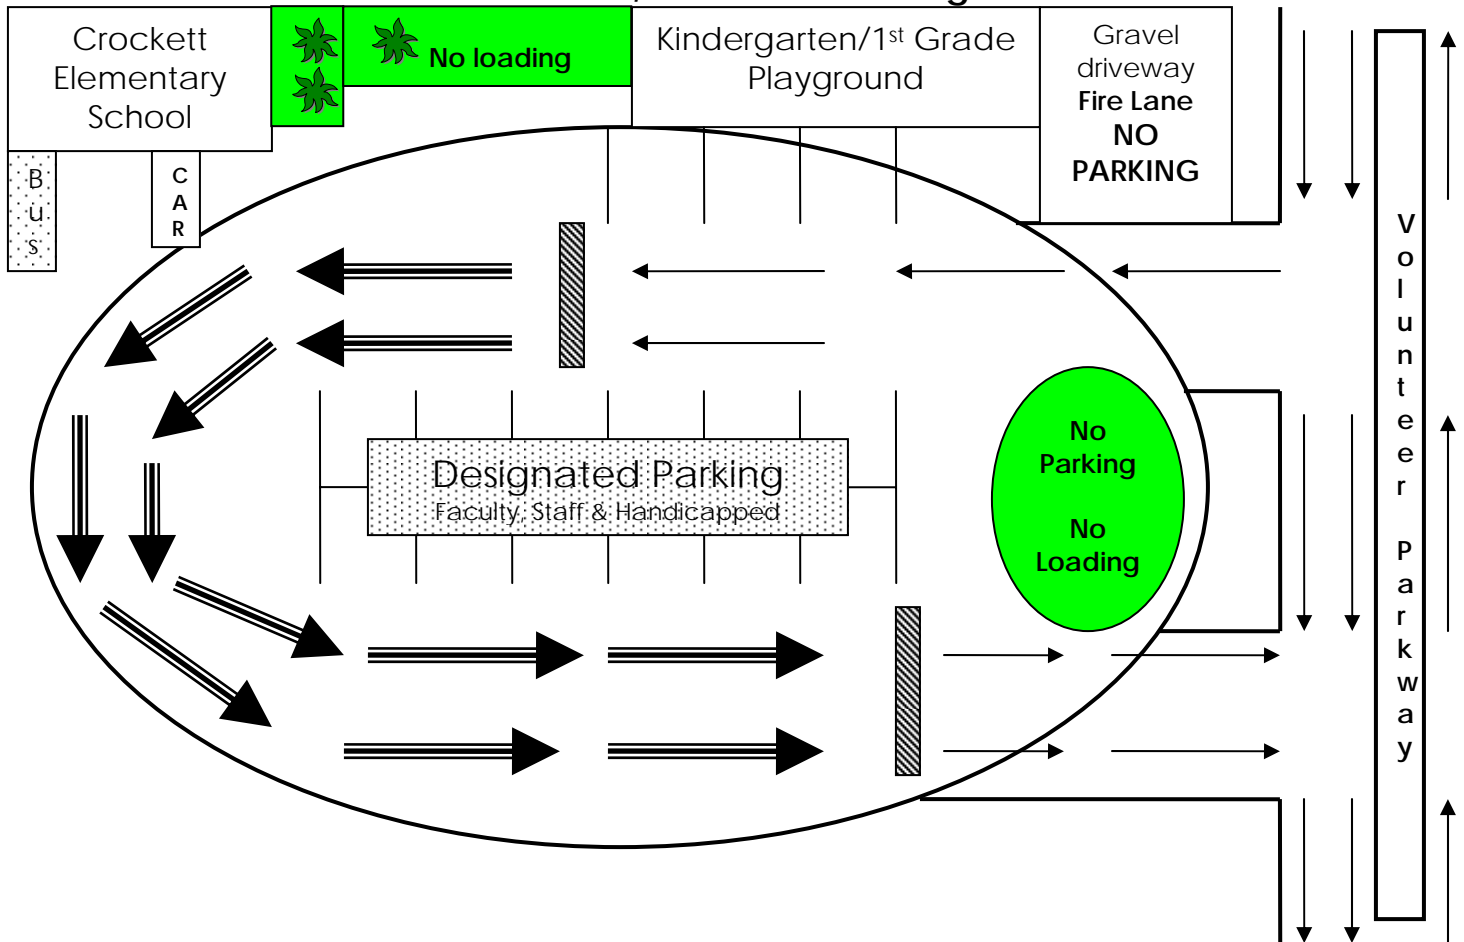 Crockett
Elementary
School
No loading
Kindergarten/1st Grade
Playground
Gravel
driveway
Fire Lane
NO
PARKING
B
u
s
C
A
R
Designated Parking
Faculty, Staff & Handicapped
No
Parking
No
Loading
V
o
l
u
n
t
e
e
r
P
a
r
k
w
a
y